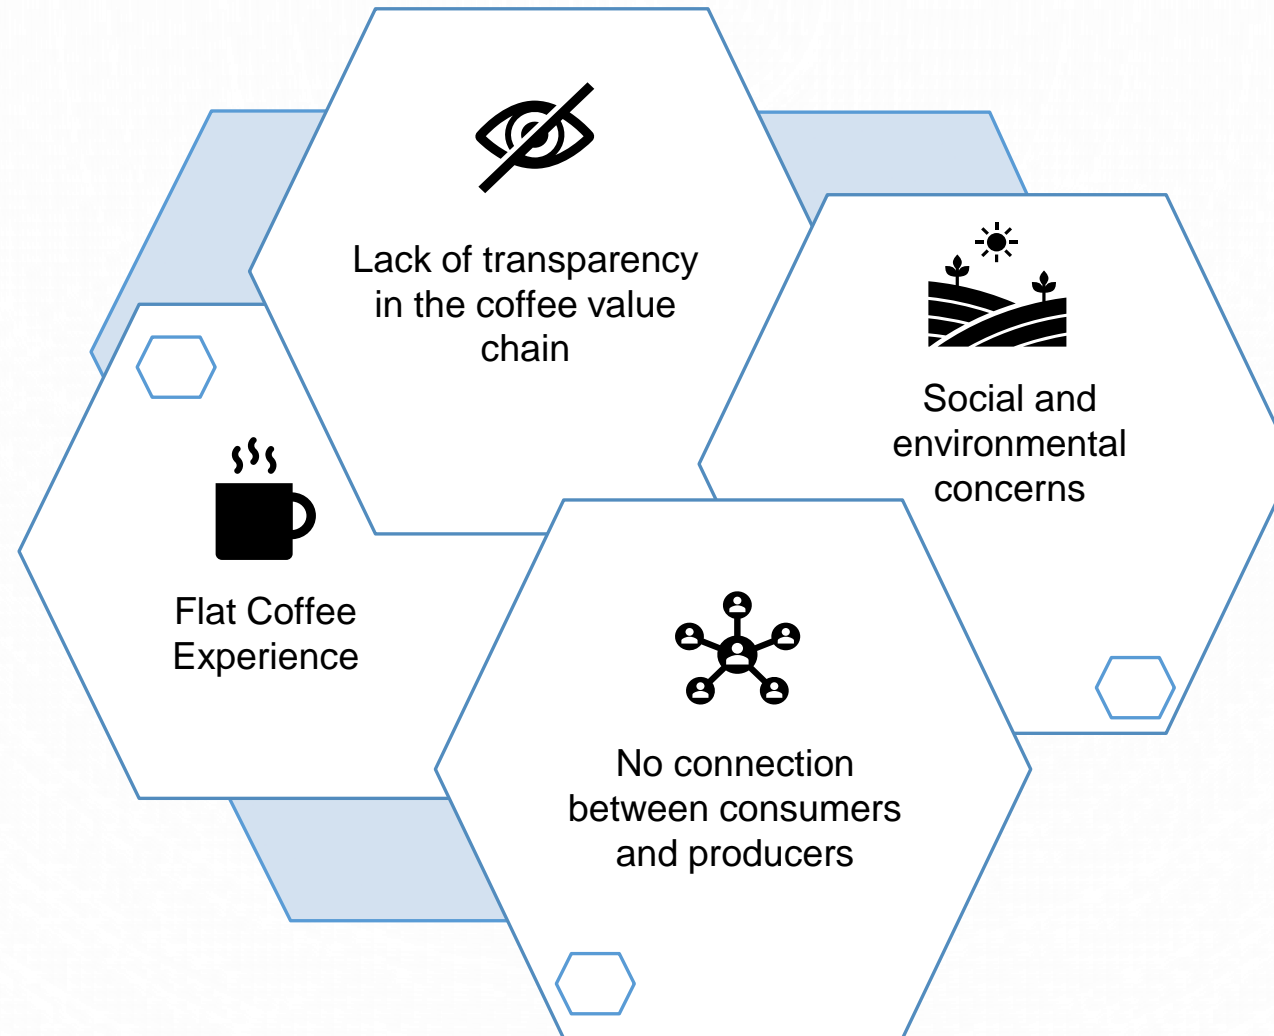 Lack of transparency
in the coffee value
chain
Social and
environmental
concerns
Flat Coffee
Experience
No connection
between consumers
and producers